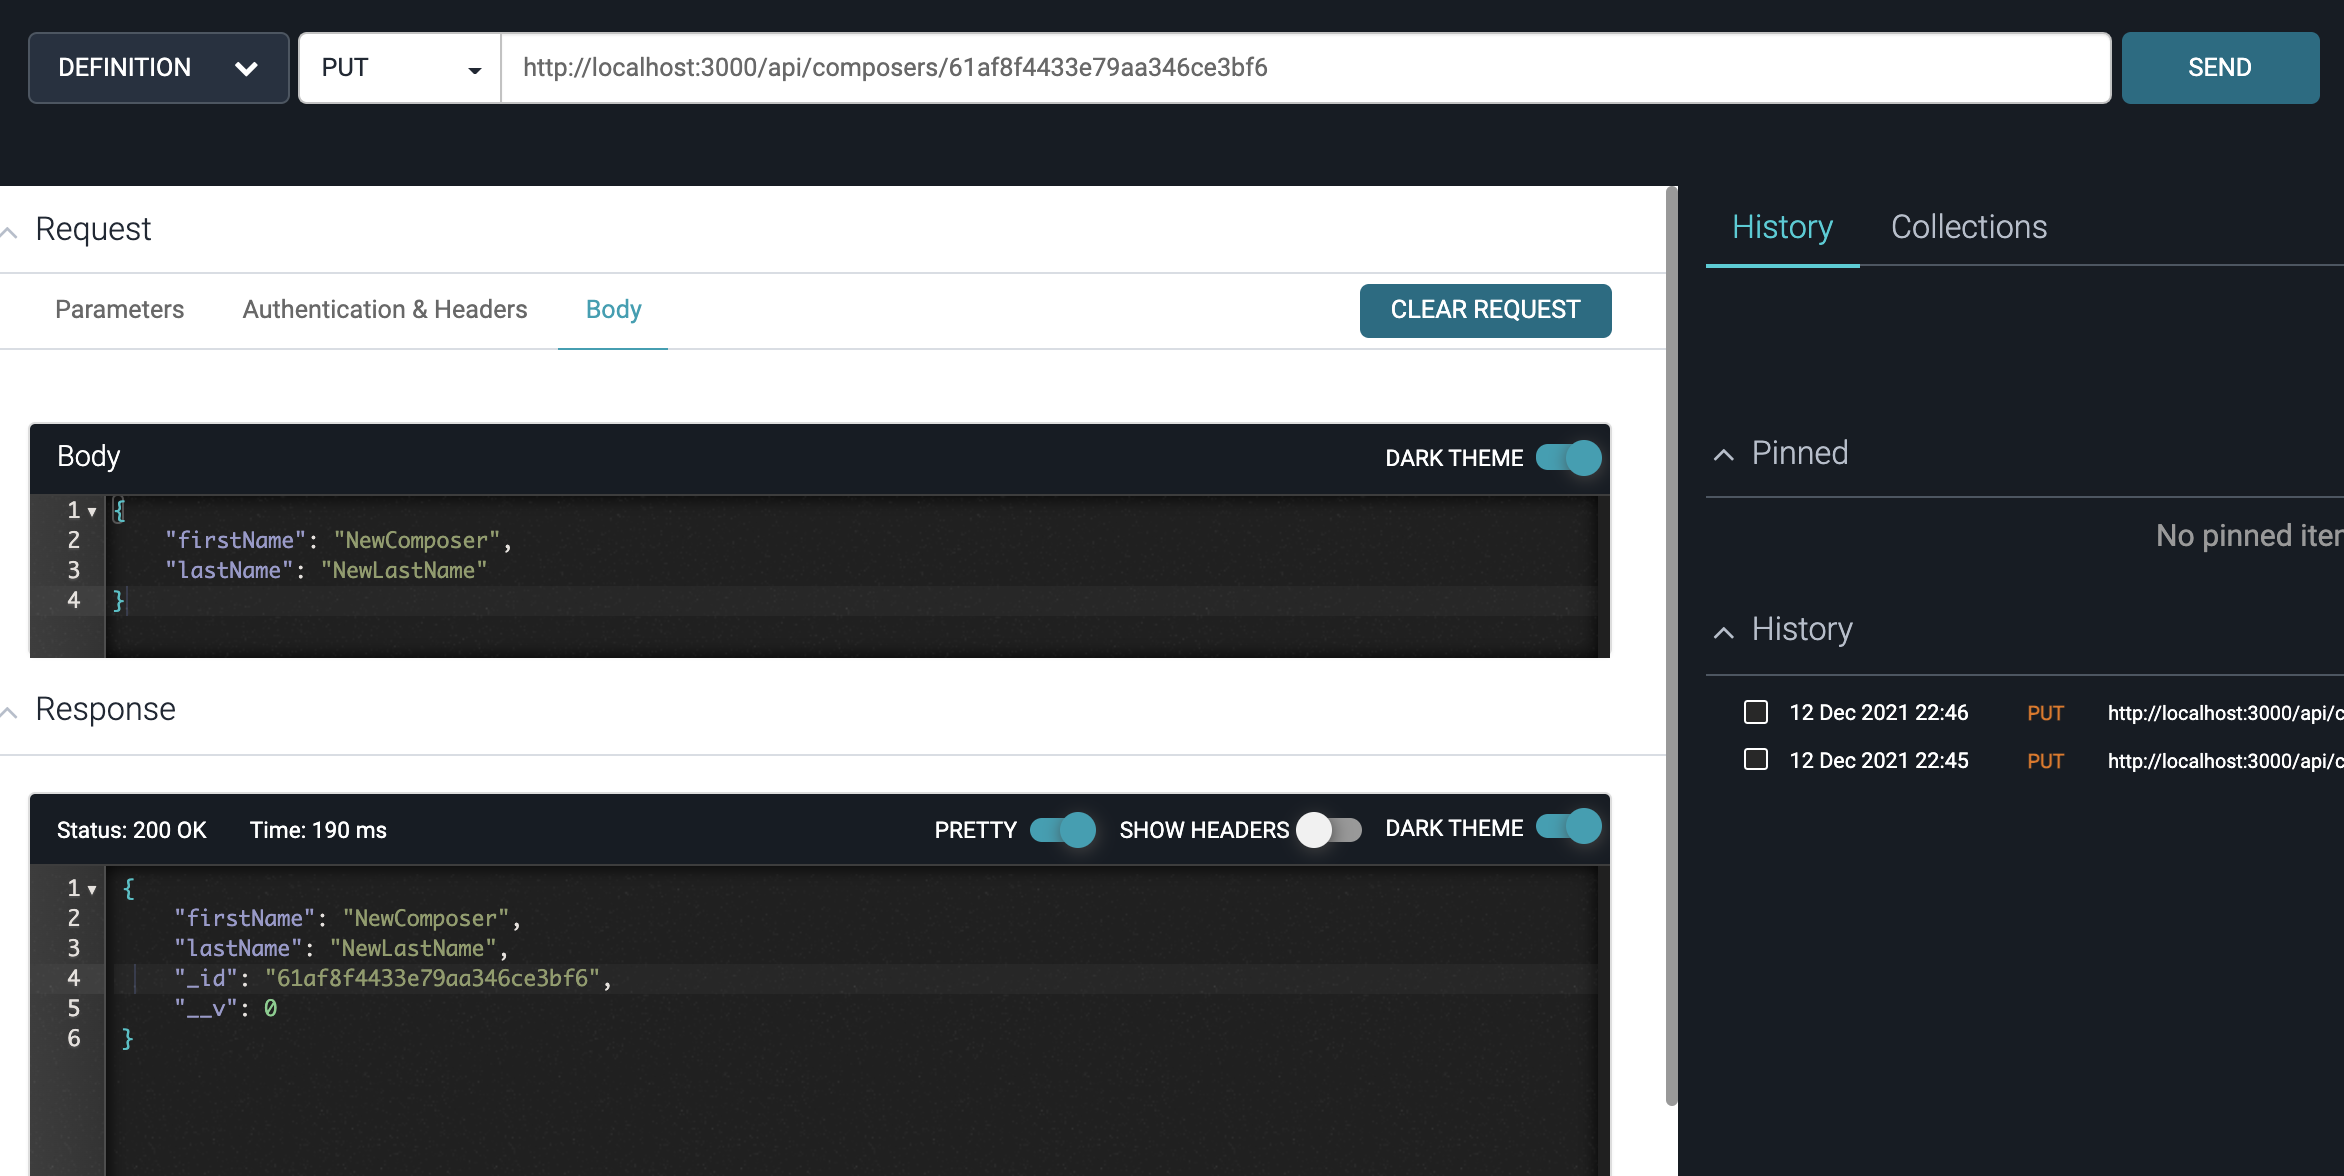 DEFINITION PUT http://localhost:3000/api/composers/61af8f4433e79aa346ce3bf6 SEND
Request
Parameters Authentication & Headers Body CLEAR REQUEST
Body DARK THEME
1 {
2 "firstName": "NewComposer",
3 "lastName": "NewLastName"
4 }
Response
Status: 200 OK Time: 190 ms PRETTY SHOW HEADERS DARK THEME
1 {
2 "firstName": "NewComposer",
3 "lastName": "NewLastName",
4 "_id": "61af8f4433e79aa346ce3bf6",
5 "__v": 0
6 }
History Collections
Pinned
No pinned iter
History
12 Dec 2021 22:46 PUT http://localhost:3000/api/c
12 Dec 2021 22:45 PUT http://localhost:3000/api/c